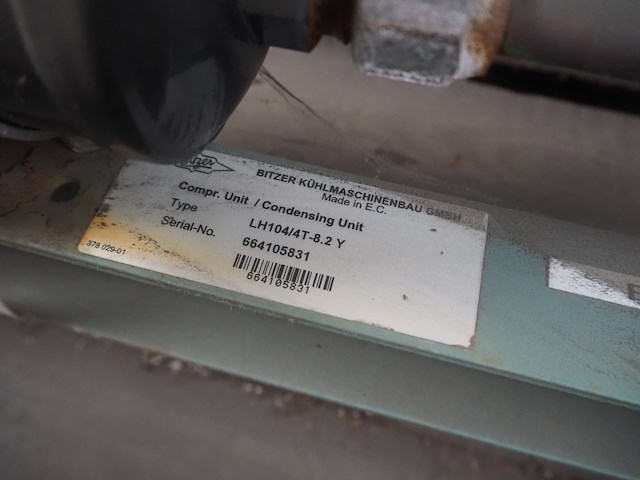 BITZER KÜHLMASCHINENBAU GMBH
Made in E.C.
Compr. Unit / Condensing Unit
Type LH104/4T-8.2 Y
Serial-No. 664105831
664105831
378 029-01